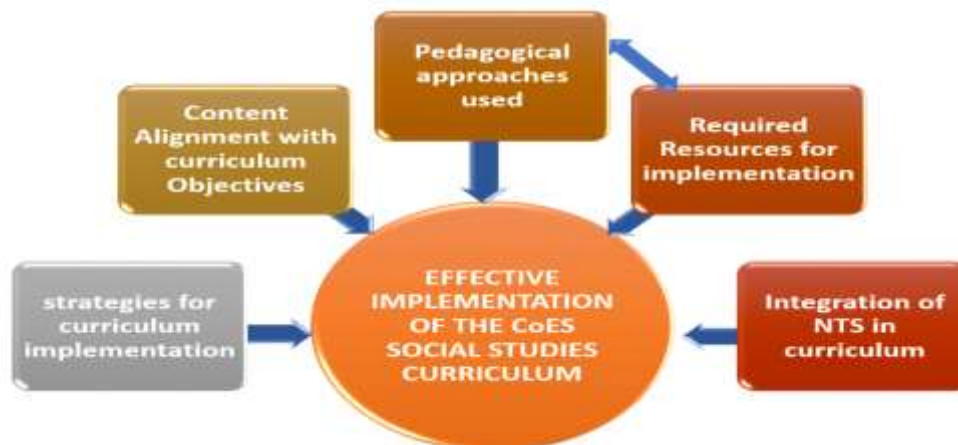 Pedagogical
approaches
used
Content
Alignment with
curriculum
Objectives
Required
Resources for
implementation
strategies for
curriculum
implementation
EFFECTIVE
IMPLEMENTATION
OF THE CoES
SOCIAL STUDIES
CURRICULUM
Integration of
NTS in
curriculum